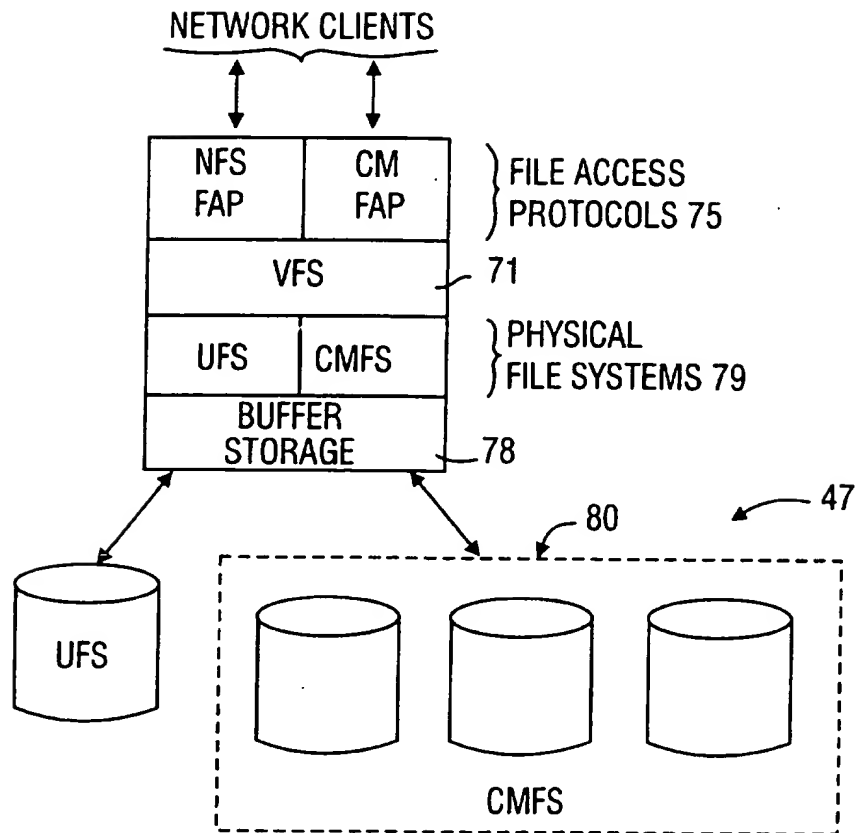 NETWORK CLIENTS
NFS
FAP
CM
FAP
FILE ACCESS
PROTOCOLS 75
VFS
71
UFS
CMFS
PHYSICAL
FILE SYSTEMS 79
BUFFER
STORAGE
78
47
80
UFS
CMFS